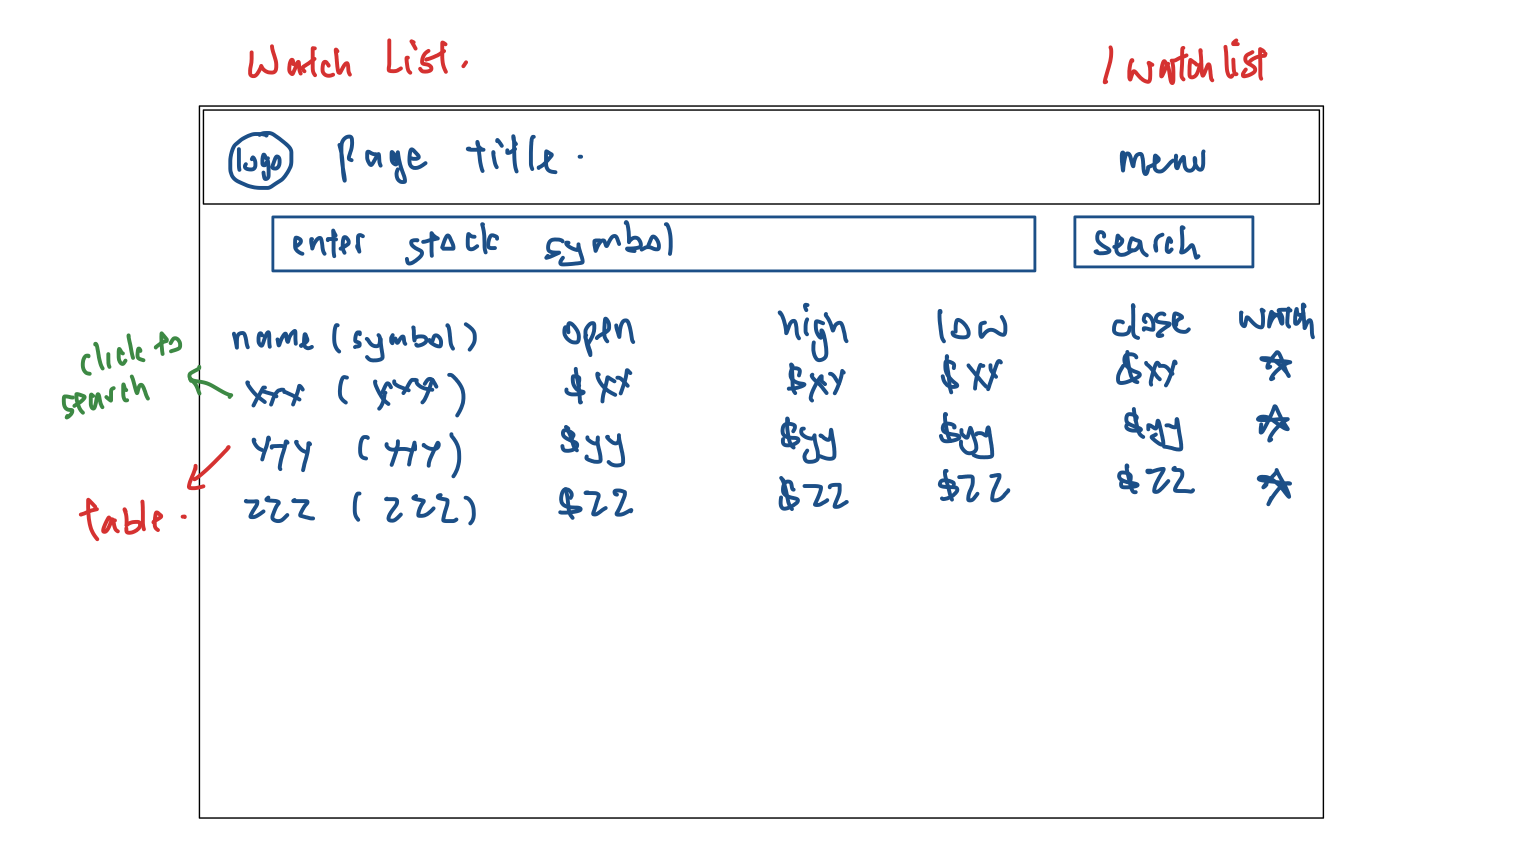 Watch List.
/watchlist
logo Page title.
menu
enter stock symbol
search
name (symbol) open high low close watch
click to
search
xxx (xxx) $xx $xx $xx $xx
yyy (yyy) $yy $yy $yy $yy
table.
zzz (zzz) $zz $zz $zz $zz